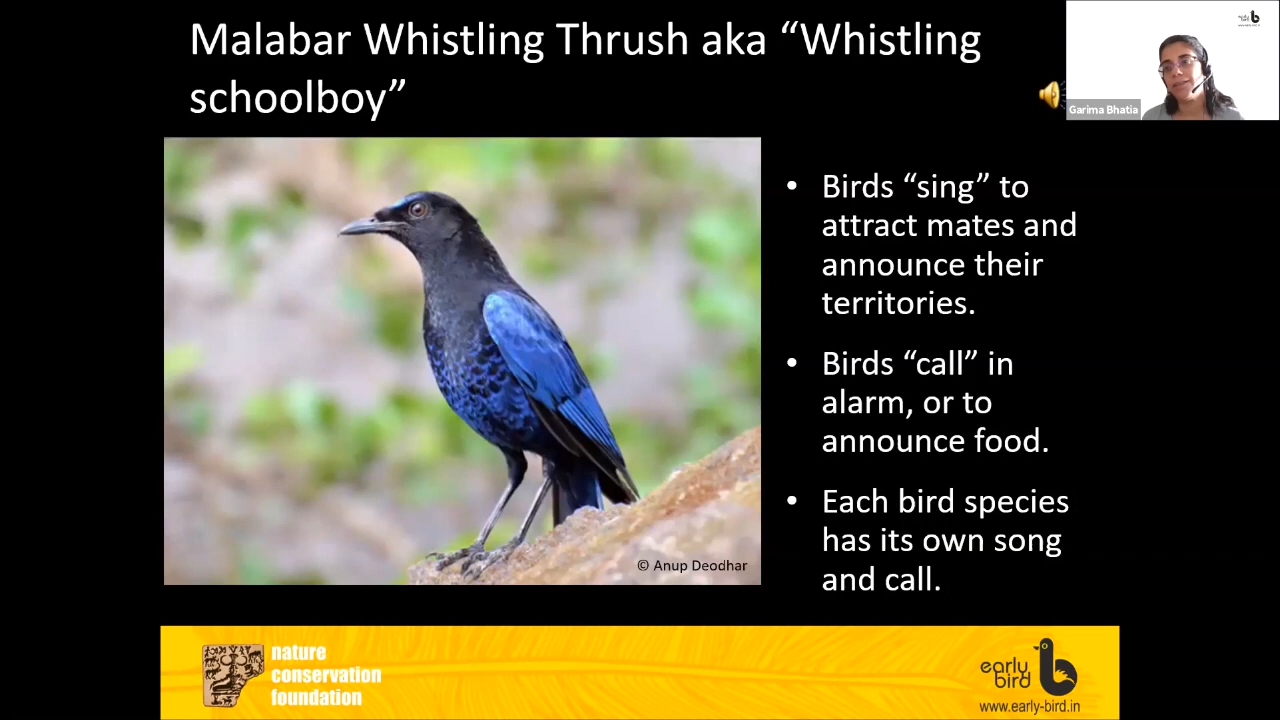 Malabar Whistling Thrush aka “Whistling
schoolboy”
Garima Bhatia
• Birds “sing” to
attract mates and
announce their
territories.
• Birds “call” in
alarm, or to
announce food.
• Each bird species
has its own song
and call.
© Anup Deodhar
nature
conservation
foundation
early
bird
www.early-bird.in